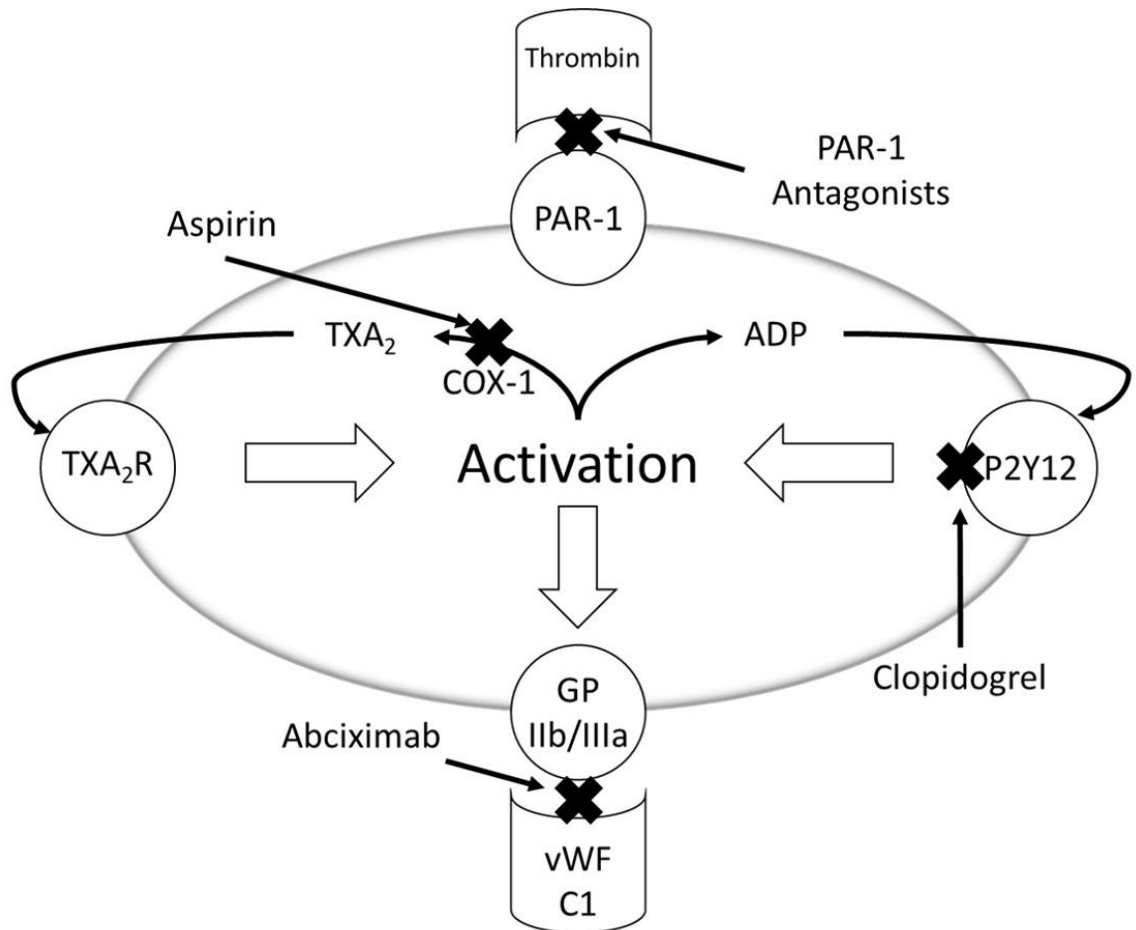 Thrombin
PAR-1
Antagonists
PAR-1
Aspirin
TXA₂
COX-1
ADP
TXA₂R
Activation
P2Y12
Clopidogrel
GP
IIb/IIIa
Abciximab
vWF
C1